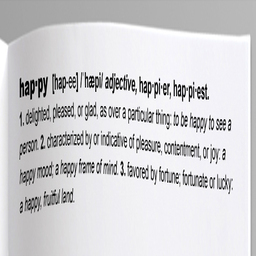 hap·py [hap-ee] /ˈhæpi/ adjective, hap·pi·er, hap·pi·est.
1. delighted, pleased, or glad, as over a particular thing: to be happy to see a
person. 2. characterized by or indicative of pleasure, contentment, or joy: a
happy mood; a happy frame of mind. 3. favored by fortune; fortunate or lucky:
a happy, fruitful land.